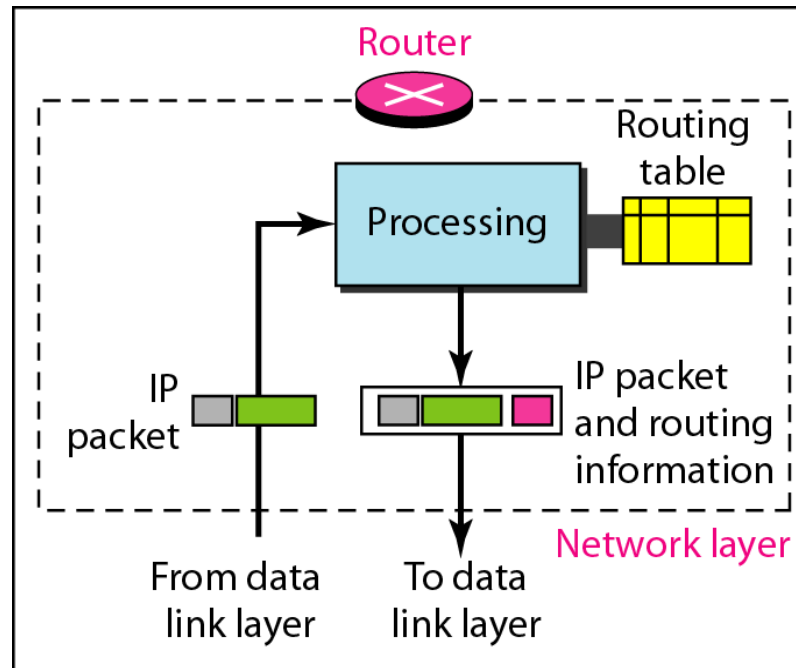 Router
Routing
table
Processing
IP
packet
IP packet
and routing
information
Network layer
From data
link layer
To data
link layer